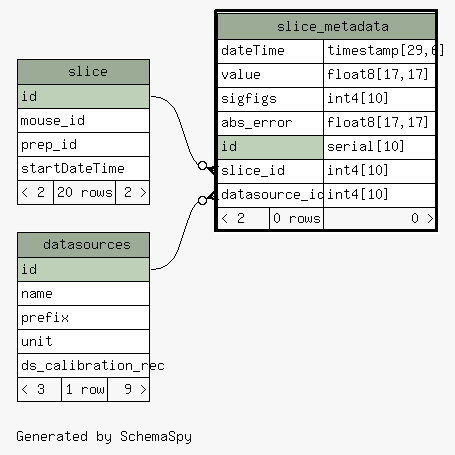 slice_metadata
dateTime timestamp[29,6]
value float8[17,17]
sigfigs int4[10]
abs_error float8[17,17]
id serial[10]
slice_id int4[10]
datasource_id int4[10]
< 2 0 rows 0 >
slice
id
mouse_id
prep_id
startDateTime
< 2 20 rows 2 >
datasources
id
name
prefix
unit
ds_calibration_rec
< 3 1 row 9 >
Generated by SchemaSpy